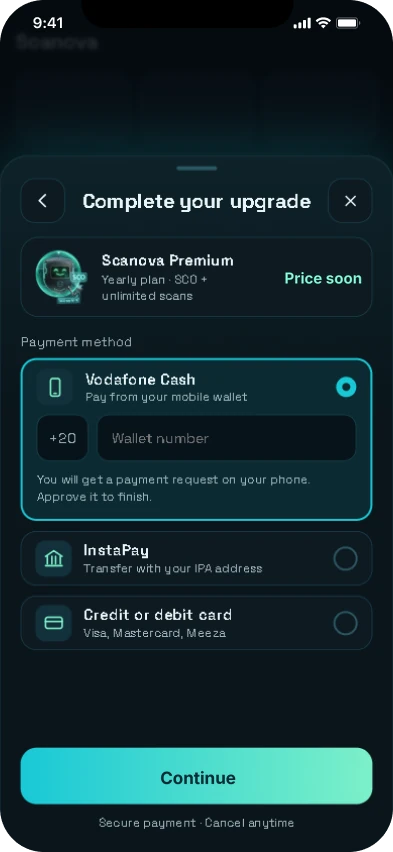 9:41
Scanova
Complete your upgrade
Scanova Premium
Yearly plan · SCO +
unlimited scans
Price soon
Payment method
Vodafone Cash
Pay from your mobile wallet
+20
Wallet number
You will get a payment request on your phone.
Approve it to finish.
InstaPay
Transfer with your IPA address
Credit or debit card
Visa, Mastercard, Meeza
Continue
Secure payment · Cancel anytime